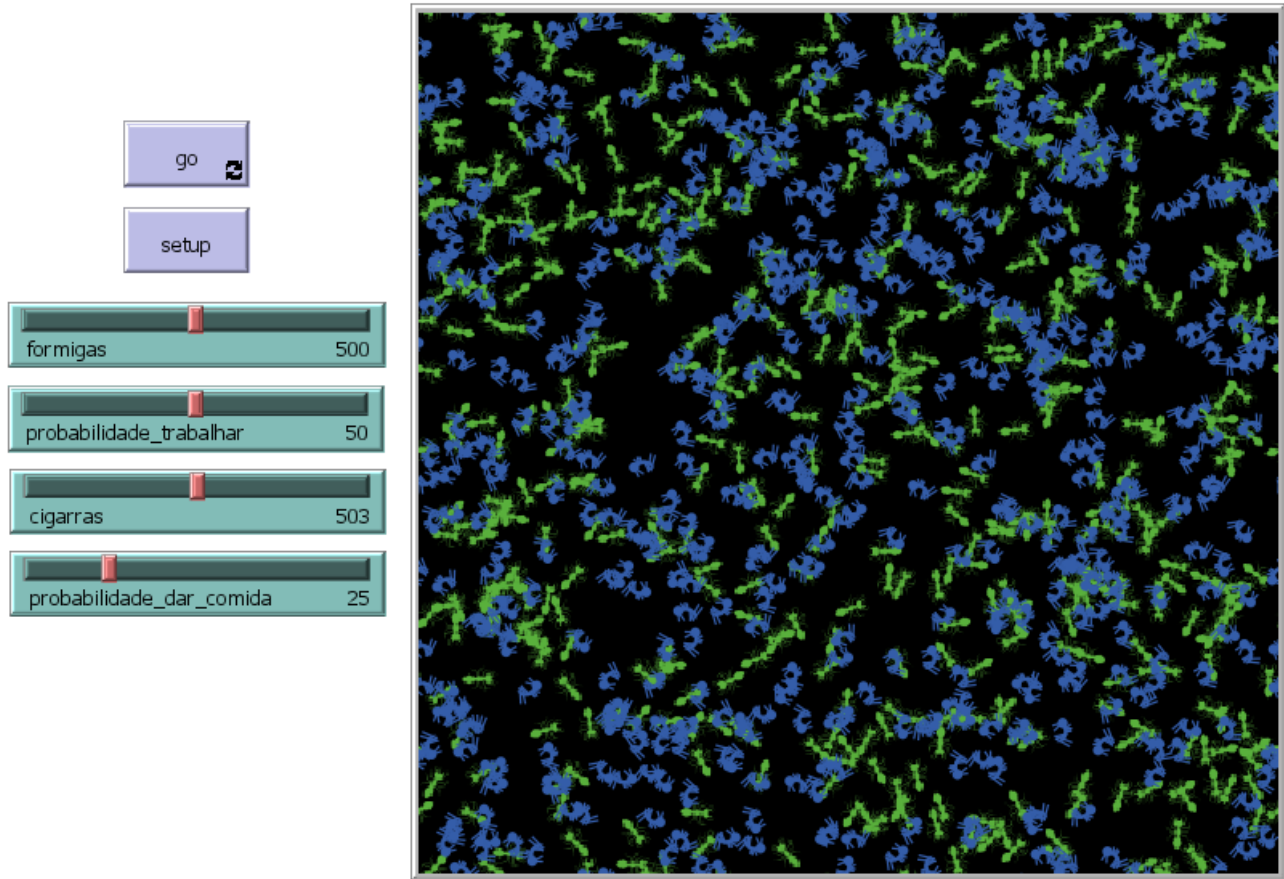 go
setup
formigas 500
probabilidade_trabalhar 50
cigarras 503
probabilidade_dar_comida 25